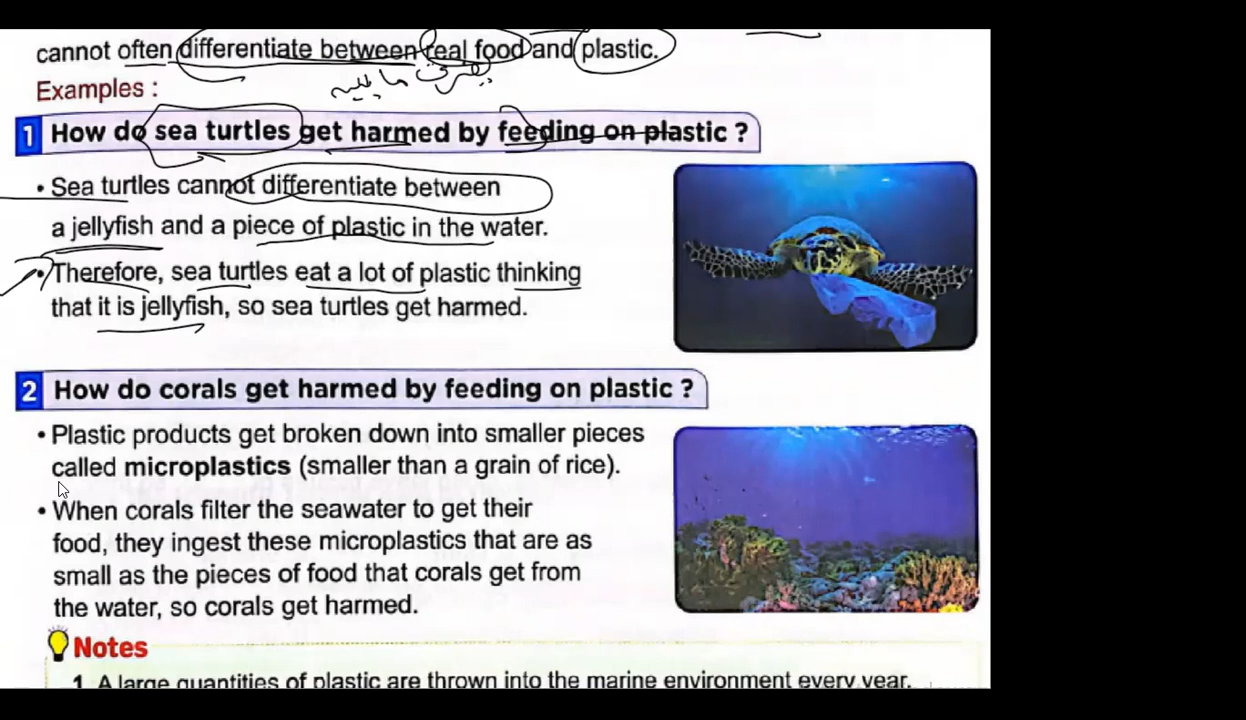 cannot often differentiate between real food and plastic.
يفرق ما بين
Examples :
1 How do sea turtles get harmed by feeding on plastic ?
• Sea turtles cannot differentiate between
a jellyfish and a piece of plastic in the water.
• Therefore, sea turtles eat a lot of plastic thinking
that it is jellyfish, so sea turtles get harmed.
2 How do corals get harmed by feeding on plastic ?
• Plastic products get broken down into smaller pieces
called microplastics (smaller than a grain of rice).
• When corals filter the seawater to get their
food, they ingest these microplastics that are as
small as the pieces of food that corals get from
the water, so corals get harmed.
Notes
1 A large quantities of plastic are thrown into the marine environment every year.